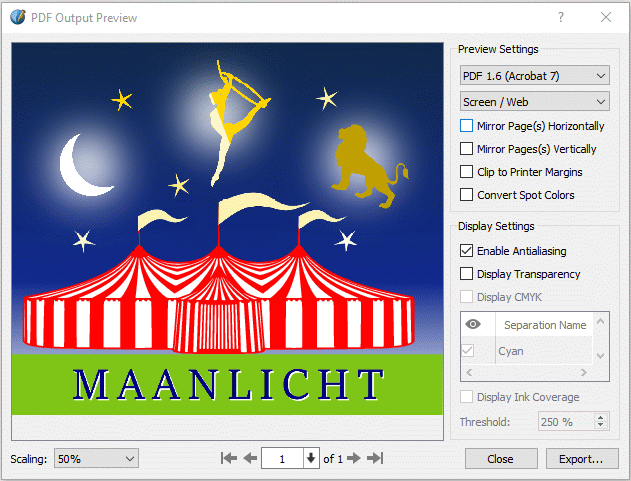 PDF Output Preview
?
MAANLICHT
Preview Settings
PDF 1.6 (Acrobat 7)
Screen / Web
Mirror Page(s) Horizontally
Mirror Pages(s) Vertically
Clip to Printer Margins
Convert Spot Colors
Display Settings
Enable Antialiasing
Display Transparency
Display CMYK
Separation Name
Cyan
Display Ink Coverage
Threshold: 250 %
Scaling: 50% 1 of 1 Close Export...